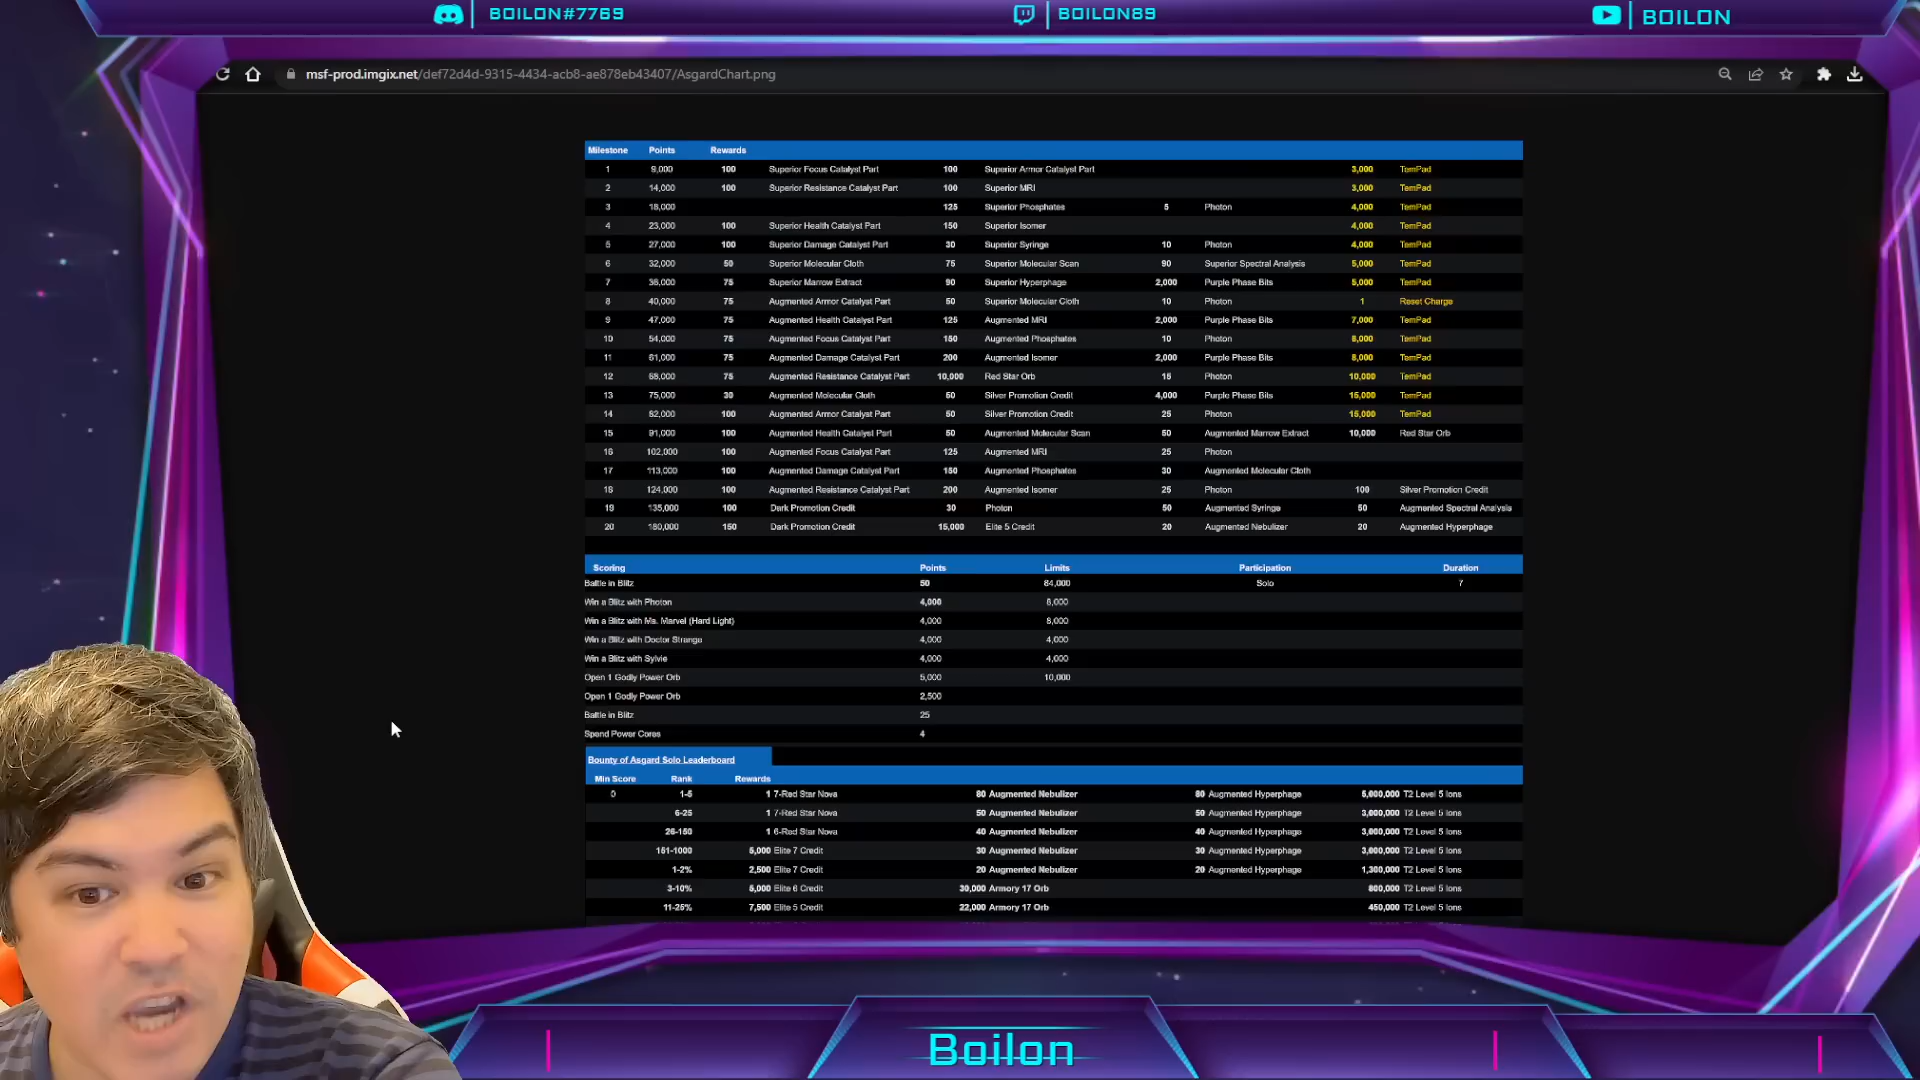 BOILON#7769 BOILON89 BOILON
msf-prod.imgix.net/def72d4d-9315-4434-acb8-ae878eb43407/AsgardChart.png
Milestone Points Rewards
1 9,000 100 Superior Focus Catalyst Part 100 Superior Armor Catalyst Part 3,000 TemPad
2 14,000 100 Superior Resistance Catalyst Part 100 Superior MRI 3,000 TemPad
3 18,000 125 Superior Phosphates 5 Photon 4,000 TemPad
4 23,000 100 Superior Health Catalyst Part 150 Superior Isomer 4,000 TemPad
5 27,000 100 Superior Damage Catalyst Part 30 Superior Syringe 10 Photon 4,000 TemPad
6 32,000 50 Superior Molecular Cloth 75 Superior Molecular Scan 90 Superior Spectral Analysis 5,000 TemPad
7 36,000 75 Superior Marrow Extract 90 Superior Hyperphage 2,000 Purple Phase Bits 5,000 TemPad
8 40,000 75 Augmented Armor Catalyst Part 50 Superior Molecular Cloth 10 Photon 1 Reset Charge
9 47,000 75 Augmented Health Catalyst Part 125 Augmented MRI 2,000 Purple Phase Bits 7,000 TemPad
10 54,000 75 Augmented Focus Catalyst Part 150 Augmented Phosphates 10 Photon 8,000 TemPad
11 61,000 75 Augmented Damage Catalyst Part 200 Augmented Isomer 2,000 Purple Phase Bits 8,000 TemPad
12 68,000 75 Augmented Resistance Catalyst Part 10,000 Red Star Orb 15 Photon 10,000 TemPad
13 75,000 30 Augmented Molecular Cloth 50 Silver Promotion Credit 4,000 Purple Phase Bits 15,000 TemPad
14 82,000 100 Augmented Armor Catalyst Part 50 Silver Promotion Credit 25 Photon 15,000 TemPad
15 91,000 100 Augmented Health Catalyst Part 50 Augmented Molecular Scan 50 Augmented Marrow Extract 10,000 Red Star Orb
16 102,000 100 Augmented Focus Catalyst Part 125 Augmented MRI 25 Photon
17 113,000 100 Augmented Damage Catalyst Part 150 Augmented Phosphates 30 Augmented Molecular Cloth
18 124,000 100 Augmented Resistance Catalyst Part 200 Augmented Isomer 25 Photon 100 Silver Promotion Credit
19 135,000 100 Dark Promotion Credit 30 Photon 50 Augmented Syringe 50 Augmented Spectral Analysis
20 180,000 150 Dark Promotion Credit 15,000 Elite 5 Credit 20 Augmented Nebulizer 20 Augmented Hyperphage
Scoring Points Limits Participation Duration
Battle in Blitz 50 84,000 Solo 7
Win a Blitz with Photon 4,000 8,000
Win a Blitz with Ms. Marvel (Hard Light) 4,000 8,000
Win a Blitz with Doctor Strange 4,000 4,000
Win a Blitz with Sylvie 4,000 4,000
Open 1 Godly Power Orb 5,000 10,000
Open 1 Godly Power Orb 2,500
Battle in Blitz 25
Spend Power Cores 4
Bounty of Asgard Solo Leaderboard
Min Score Rank Rewards
0 1-5 1 7-Red Star Nova 80 Augmented Nebulizer 80 Augmented Hyperphage 5,000,000 T2 Level 5 Ions
6-25 1 7-Red Star Nova 50 Augmented Nebulizer 50 Augmented Hyperphage 3,000,000 T2 Level 5 Ions
26-150 1 6-Red Star Nova 40 Augmented Nebulizer 40 Augmented Hyperphage 3,000,000 T2 Level 5 Ions
151-1000 5,000 Elite 7 Credit 30 Augmented Nebulizer 30 Augmented Hyperphage 3,000,000 T2 Level 5 Ions
1-2% 2,500 Elite 7 Credit 20 Augmented Nebulizer 20 Augmented Hyperphage 1,300,000 T2 Level 5 Ions
3-10% 5,000 Elite 6 Credit 30,000 Armory 17 Orb 800,000 T2 Level 5 Ions
11-25% 7,500 Elite 5 Credit 22,000 Armory 17 Orb 450,000 T2 Level 5 Ions
Boilon